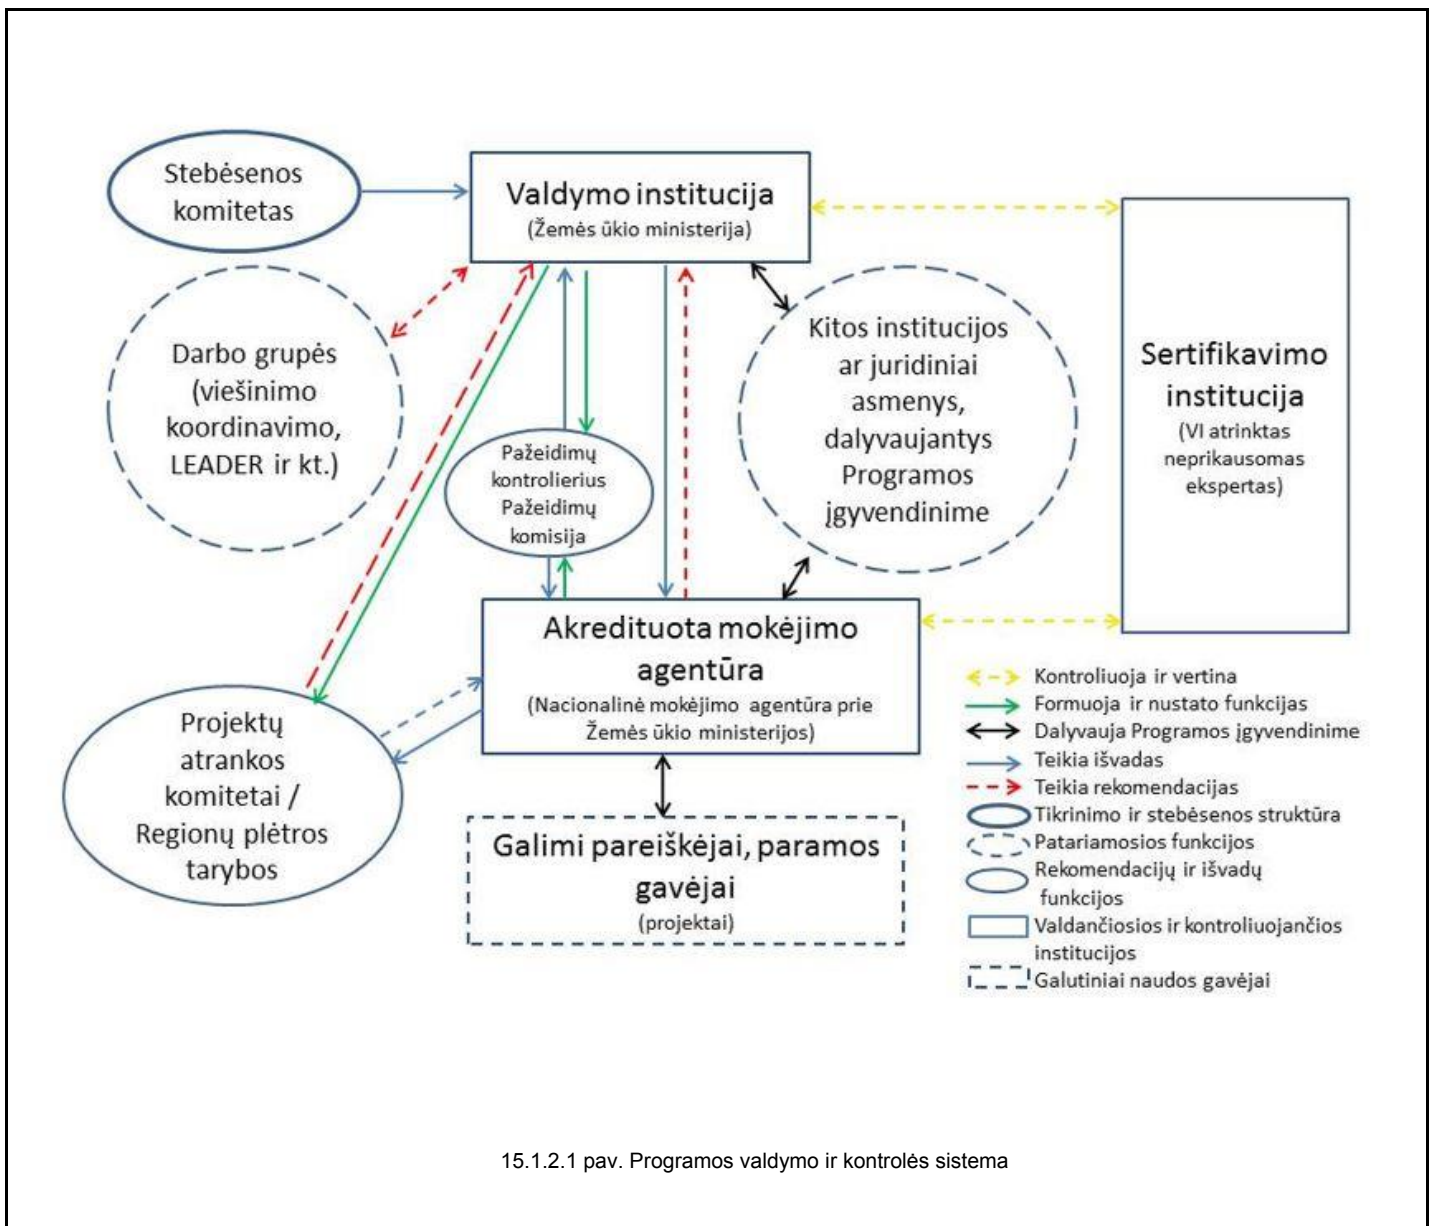 Stebėsenos
komitetas
Valdymo institucija
(Žemės ūkio ministerija)
Darbo grupės
(viešinimo
koordinavimo,
LEADER ir kt.)
Pažeidimų
kontrolierius
Pažeidimų
komisija
Kitos institucijos
ar juridiniai
asmenys,
dalyvaujantys
Programos
įgyvendinime
Sertifikavimo
institucija
(VI atrinktas
neprikausomas
ekspertas)
Akredituota mokėjimo
agentūra
(Nacionalinė mokėjimo agentūra prie
Žemės ūkio ministerijos)
Projektų
atrankos
komitetai /
Regionų plėtros
tarybos
Galimi pareiškėjai, paramos
gavėjai
(projektai)
Kontroliuoja ir vertina
Formuoja ir nustato funkcijas
Dalyvauja Programos įgyvendinime
Teikia išvadas
Teikia rekomendacijas
Tikrinimo ir stebėsenos struktūra
Patariamosios funkcijos
Rekomendacijų ir išvadų
funkcijos
Valdančiosios ir kontroliuojančios
institucijos
Galutiniai naudos gavėjai
15.1.2.1 pav. Programos valdymo ir kontrolės sistema